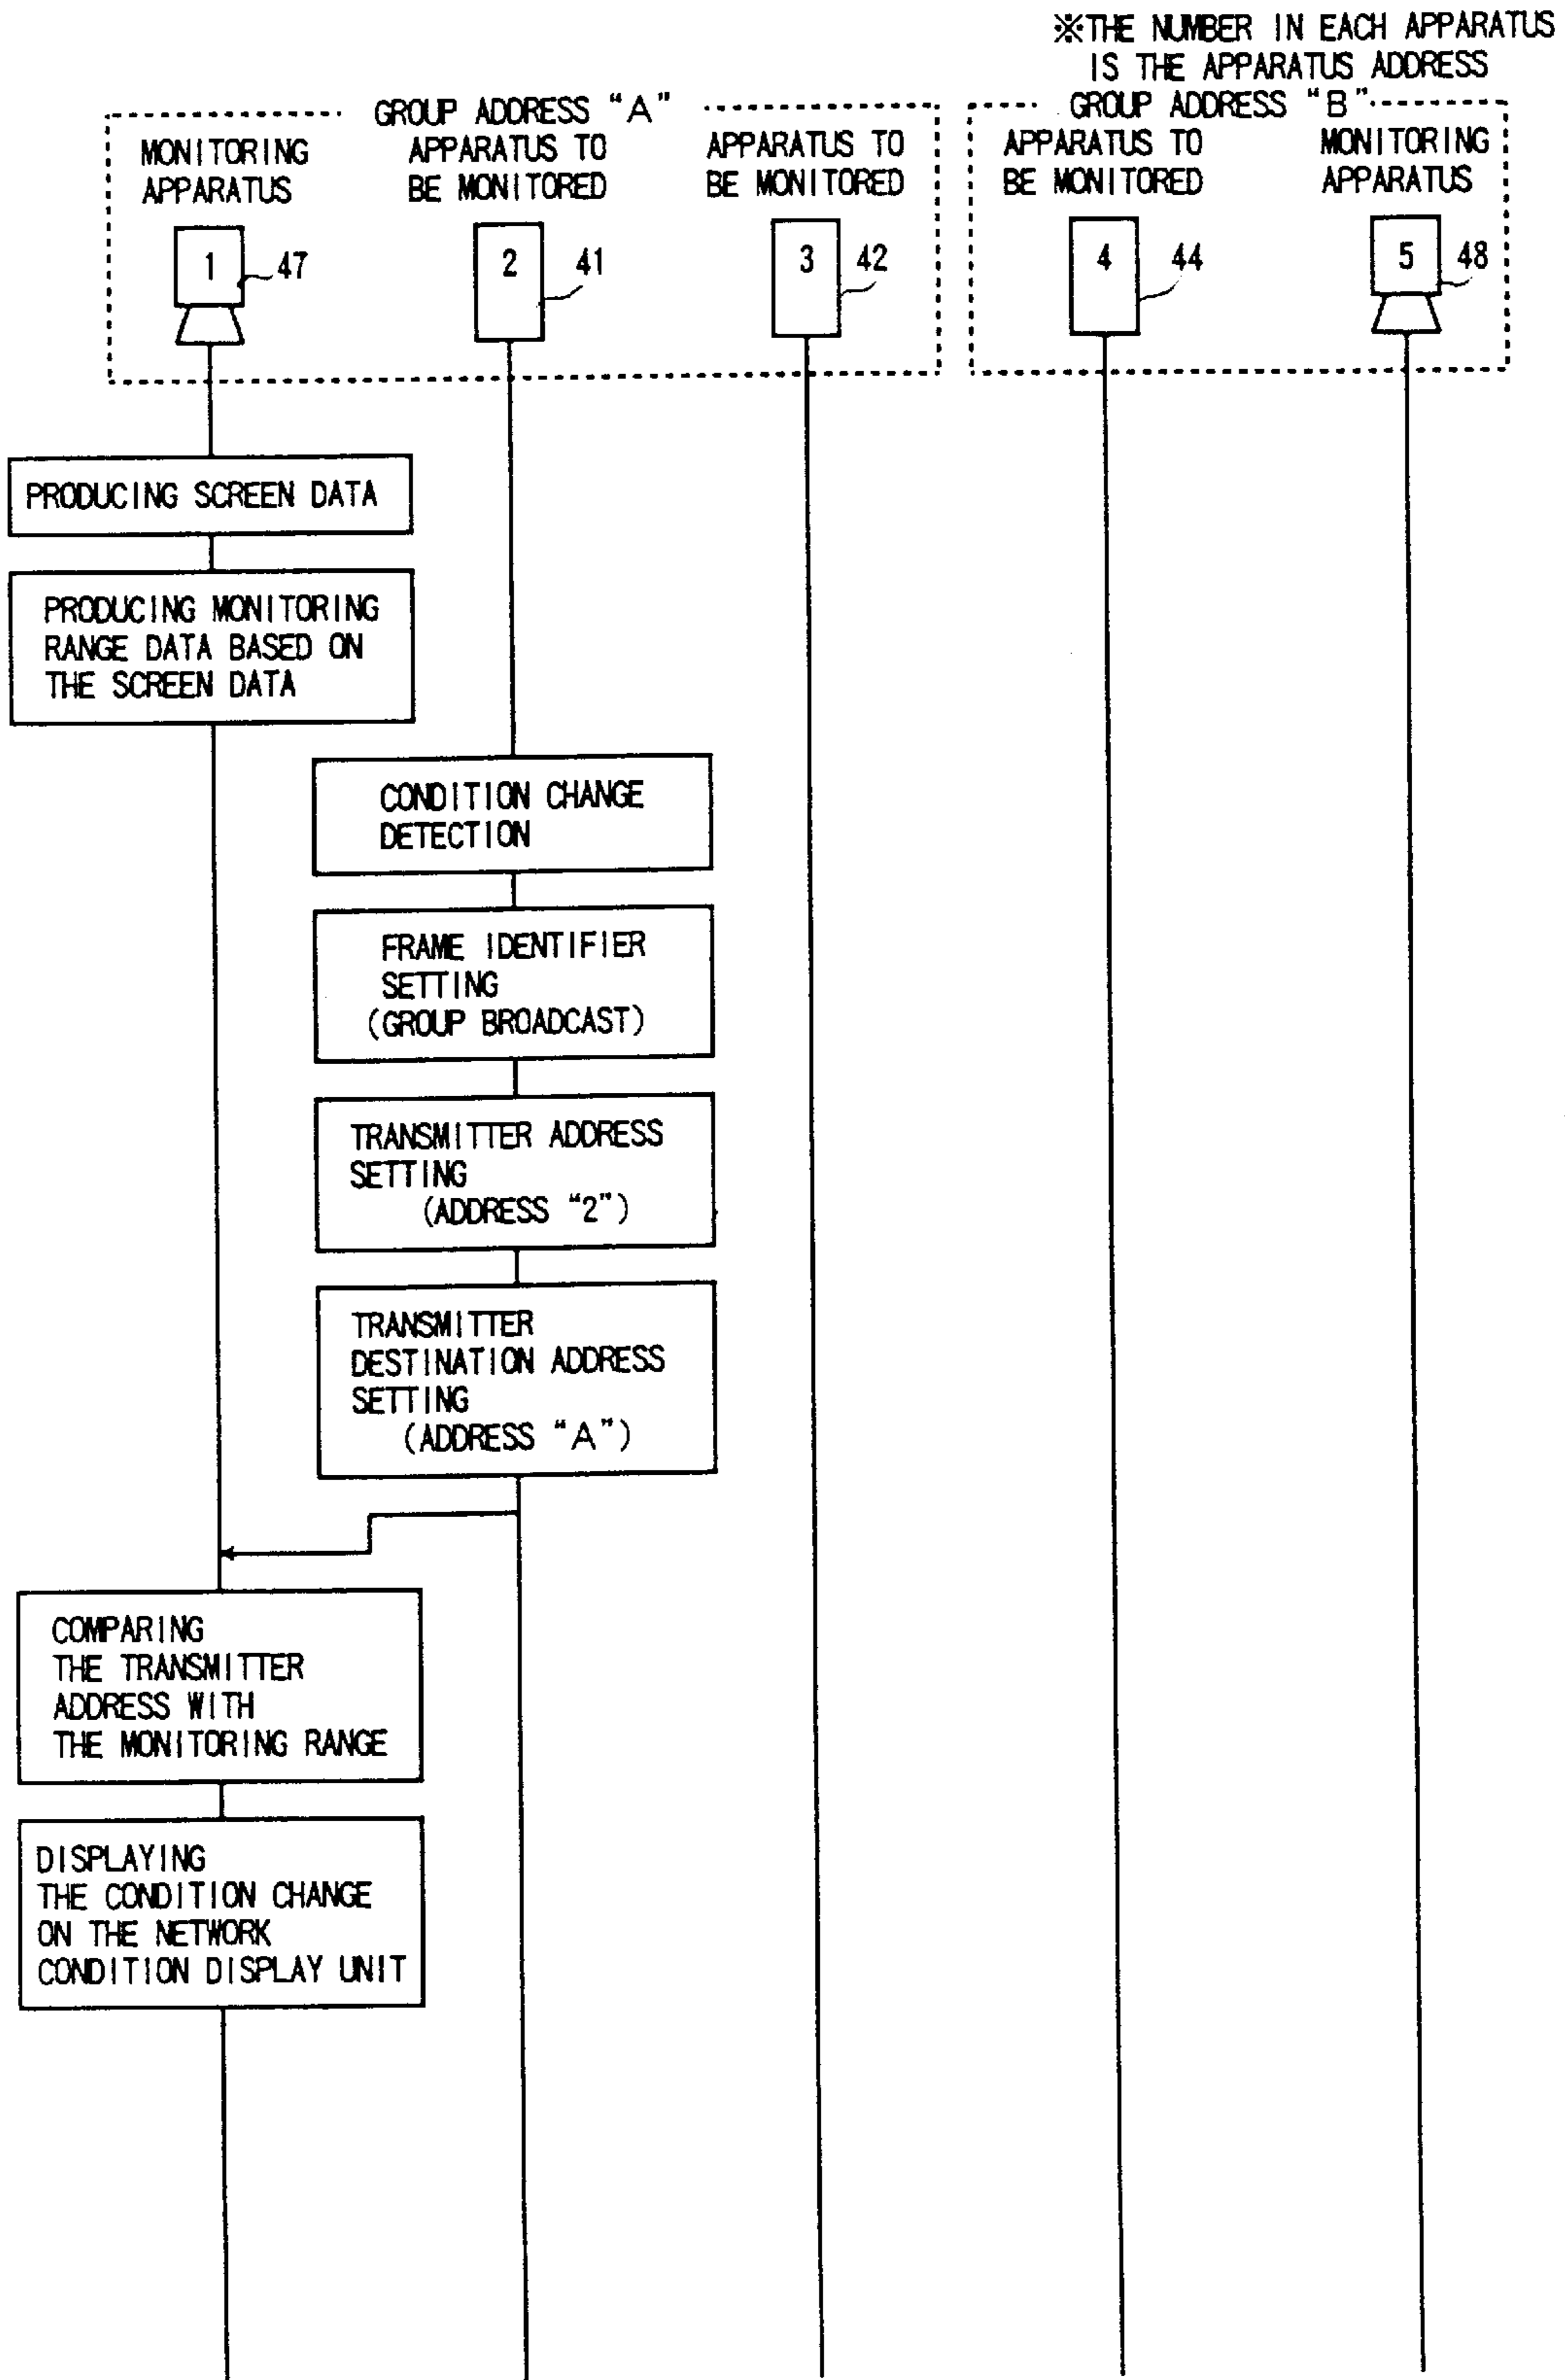 ※THE NUMBER IN EACH APPARATUS
IS THE APPARATUS ADDRESS
GROUP ADDRESS “A”
GROUP ADDRESS “B”
MONITORING
APPARATUS
APPARATUS TO
BE MONITORED
APPARATUS TO
BE MONITORED
APPARATUS TO
BE MONITORED
MONITORING
APPARATUS
1
47
2
41
3
42
4
44
5
48
PRODUCING SCREEN DATA
PRODUCING MONITORING
RANGE DATA BASED ON
THE SCREEN DATA
CONDITION CHANGE
DETECTION
FRAME IDENTIFIER
SETTING
(GROUP BROADCAST)
TRANSMITTER ADDRESS
SETTING
(ADDRESS “2”)
TRANSMITTER
DESTINATION ADDRESS
SETTING
(ADDRESS “A”)
COMPARING
THE TRANSMITTER
ADDRESS WITH
THE MONITORING RANGE
DISPLAYING
THE CONDITION CHANGE
ON THE NETWORK
CONDITION DISPLAY UNIT